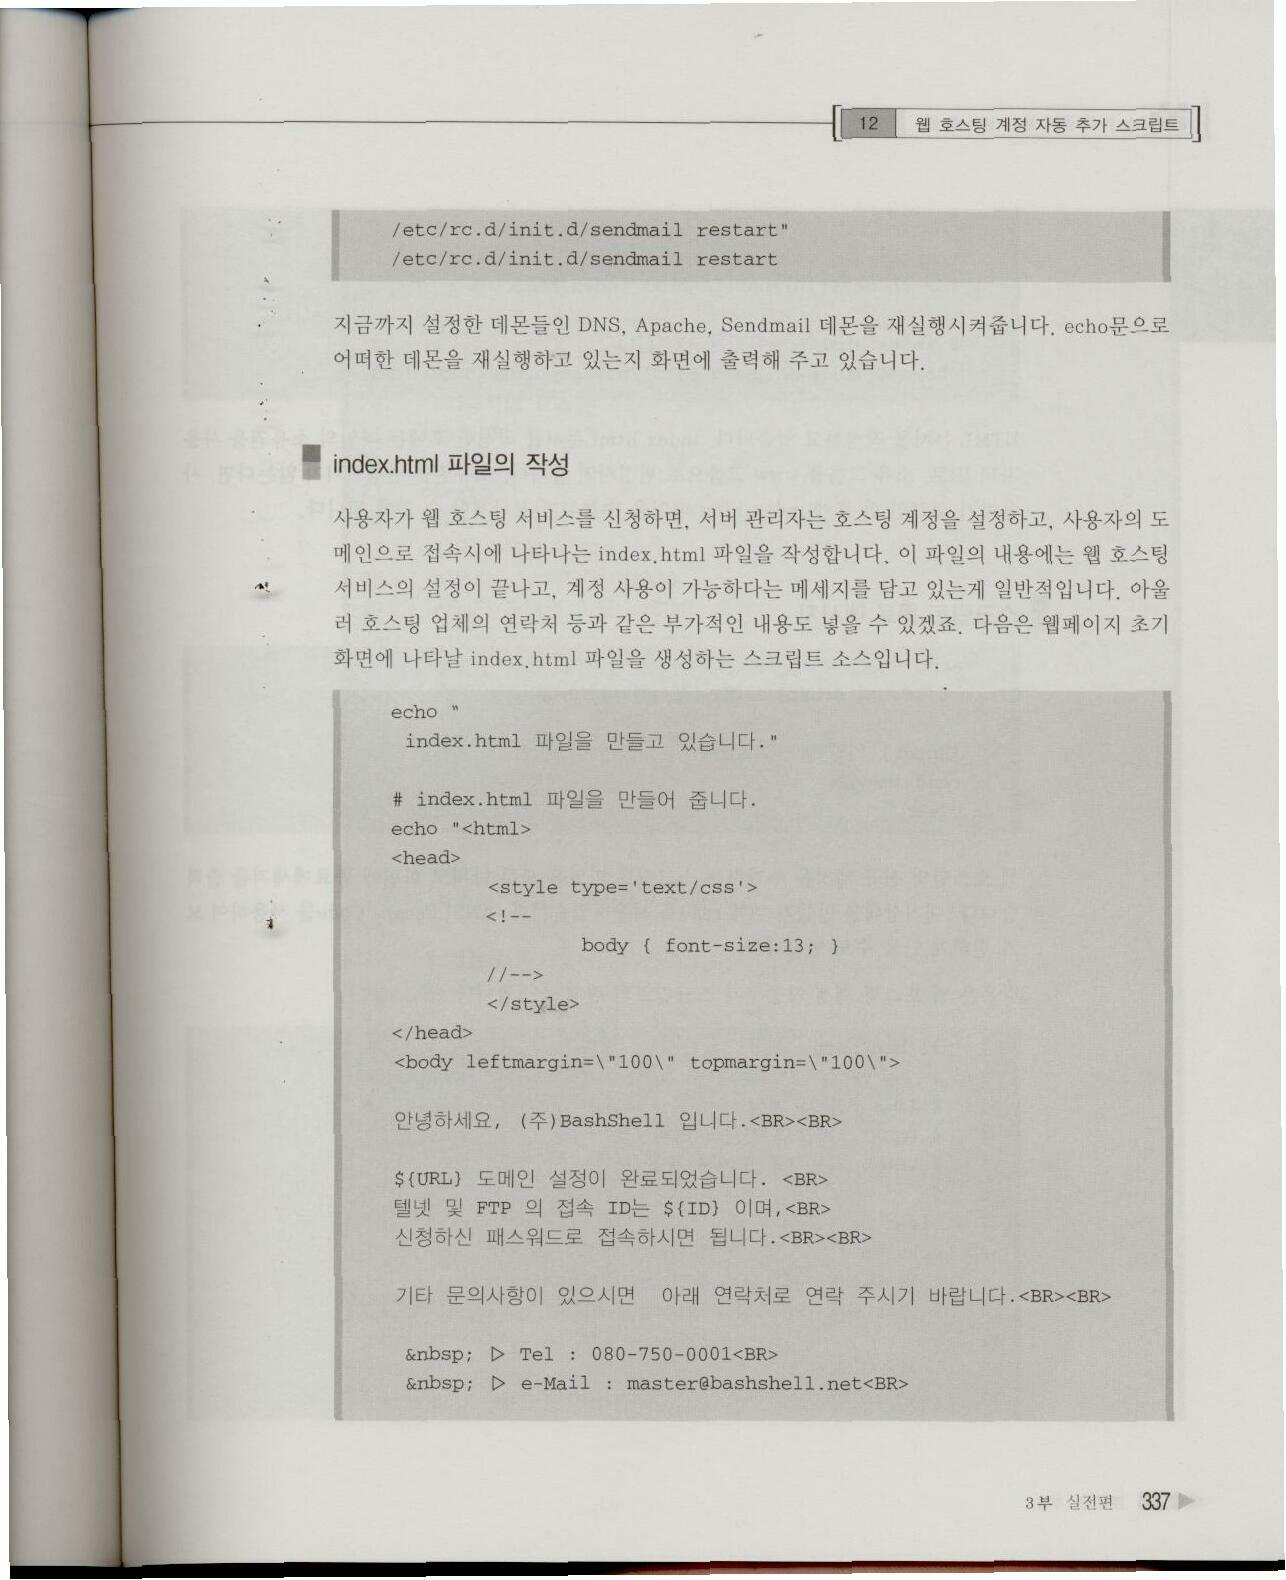 12 웹 호스팅 계정 자동 추가 스크립트
/etc/rc.d/init.d/sendmail restart"
/etc/rc.d/init.d/sendmail restart
지금까지 설정한 데몬들인 DNS, Apache, Sendmail 데몬을 재실행시켜줍니다. echo문으로
어떠한 데몬을 재실행하고 있는지 화면에 출력해 주고 있습니다.
index.html 파일의 작성
사용자가 웹 호스팅 서비스를 신청하면, 서버 관리자는 호스팅 계정을 설정하고, 사용자의 도
메인으로 접속시에 나타나는 index.html 파일을 작성합니다. 이 파일의 내용에는 웹 호스팅
서비스의 설정이 끝나고, 계정 사용이 가능하다는 메세지를 담고 있는게 일반적입니다. 아울
러 호스팅 업체의 연락처 등과 같은 부가적인 내용도 넣을 수 있겠죠. 다음은 웹페이지 초기
화면에 나타날 index.html 파일을 생성하는 스크립트 소스입니다.
echo "
index.html 파일을 만들고 있습니다."
# index.html 파일을 만들어 줍니다.
echo "<html>
<head>
<style type='text/css'>
<!--
body { font-size:13; }
//-->
</style>
</head>
<body leftmargin=\"100\" topmargin=\"100\">
안녕하세요, (주)BashShell 입니다.<BR><BR>
${URL} 도메인 설정이 완료되었습니다. <BR>
텔넷 및 FTP 의 접속 ID는 ${ID} 이며,<BR>
신청하신 패스워드로 접속하시면 됩니다.<BR><BR>
기타 문의사항이 있으시면 아래 연락처로 연락 주시기 바랍니다.<BR><BR>
&nbsp; ▷ Tel : 080-750-0001<BR>
&nbsp; ▷ e-Mail : master@bashshell.net<BR>
3부 실전편 337 ▶